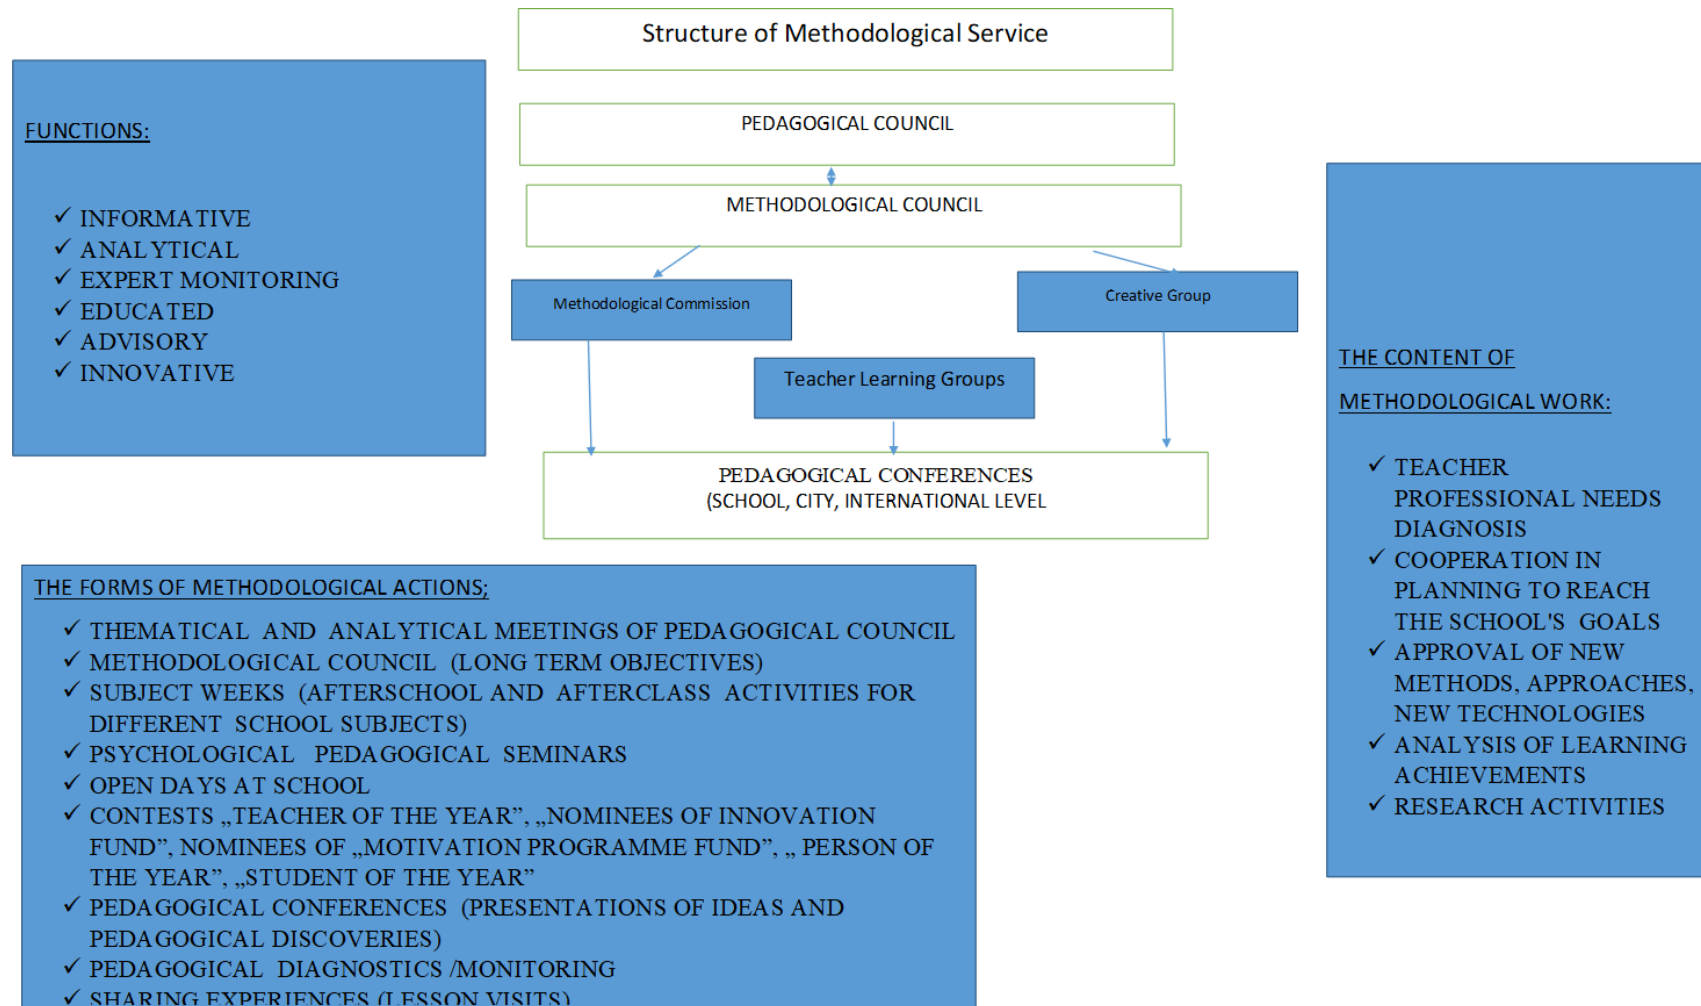 Structure of Methodological Service
FUNCTIONS:
✓ INFORMATIVE
✓ ANALYTICAL
✓ EXPERT MONITORING
✓ EDUCATED
✓ ADVISORY
✓ INNOVATIVE
PEDAGOGICAL COUNCIL
METHODOLOGICAL COUNCIL
Methodological Commission
Creative Group
Teacher Learning Groups
PEDAGOGICAL CONFERENCES
(SCHOOL, CITY, INTERNATIONAL LEVEL
THE CONTENT OF
METHODOLOGICAL WORK:
✓ TEACHER
PROFESSIONAL NEEDS
DIAGNOSIS
✓ COOPERATION IN
PLANNING TO REACH
THE SCHOOL'S GOALS
✓ APPROVAL OF NEW
METHODS, APPROACHES,
NEW TECHNOLOGIES
✓ ANALYSIS OF LEARNING
ACHIEVEMENTS
✓ RESEARCH ACTIVITIES
THE FORMS OF METHODOLOGICAL ACTIONS;
✓ THEMATICAL AND ANALYTICAL MEETINGS OF PEDAGOGICAL COUNCIL
✓ METHODOLOGICAL COUNCIL (LONG TERM OBJECTIVES)
✓ SUBJECT WEEKS (AFTERSCHOOL AND AFTERCLASS ACTIVITIES FOR
DIFFERENT SCHOOL SUBJECTS)
✓ PSYCHOLOGICAL PEDAGOGICAL SEMINARS
✓ OPEN DAYS AT SCHOOL
✓ CONTESTS „TEACHER OF THE YEAR”, „NOMINEES OF INNOVATION
FUND”, NOMINEES OF „MOTIVATION PROGRAMME FUND”, „ PERSON OF
THE YEAR”, „STUDENT OF THE YEAR”
✓ PEDAGOGICAL CONFERENCES (PRESENTATIONS OF IDEAS AND
PEDAGOGICAL DISCOVERIES)
✓ PEDAGOGICAL DIAGNOSTICS /MONITORING
✓ SHARING EXPERIENCES (LESSON VISITS)